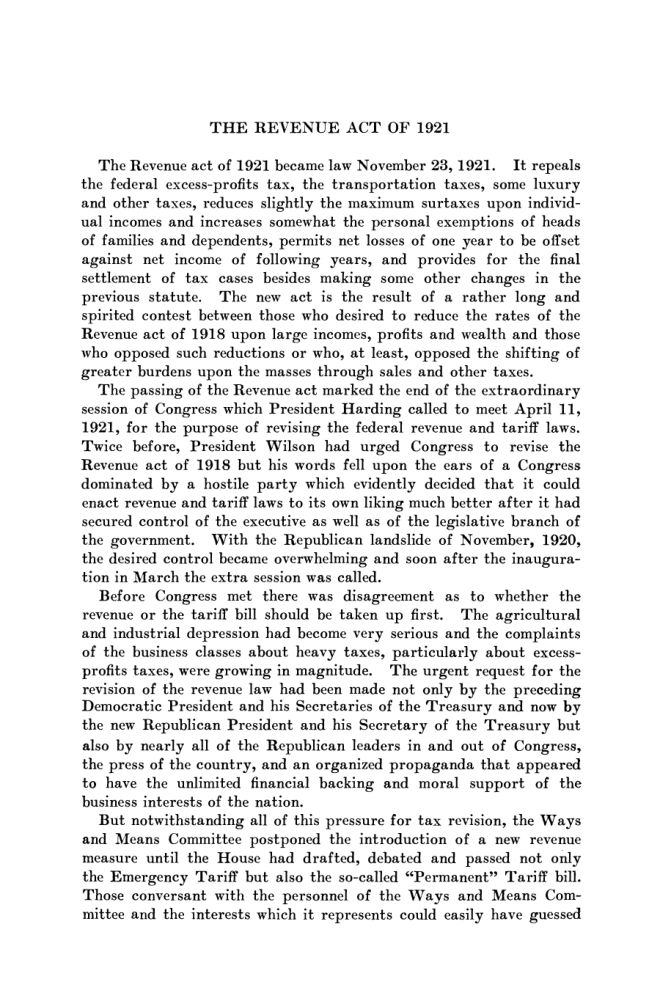 THE REVENUE ACT OF 1921
The Revenue act of 1921 became law November 23, 1921. It repeals
the federal excess-profits tax, the transportation taxes, some luxury
and other taxes, reduces slightly the maximum surtaxes upon individ-
ual incomes and increases somewhat the personal exemptions of heads
of families and dependents, permits net losses of one year to be offset
against net income of following years, and provides for the final
settlement of tax cases besides making some other changes in the
previous statute. The new act is the result of a rather long and
spirited contest between those who desired to reduce the rates of the
Revenue act of 1918 upon large incomes, profits and wealth and those
who opposed such reductions or who, at least, opposed the shifting of
greater burdens upon the masses through sales and other taxes.
The passing of the Revenue act marked the end of the extraordinary
session of Congress which President Harding called to meet April 11,
1921, for the purpose of revising the federal revenue and tariff laws.
Twice before, President Wilson had urged Congress to revise the
Revenue act of 1918 but his words fell upon the ears of a Congress
dominated by a hostile party which evidently decided that it could
enact revenue and tariff laws to its own liking much better after it had
secured control of the executive as well as of the legislative branch of
the government. With the Republican landslide of November, 1920,
the desired control became overwhelming and soon after the inaugura-
tion in March the extra session was called.
Before Congress met there was disagreement as to whether the
revenue or the tariff bill should be taken up first. The agricultural
and industrial depression had become very serious and the complaints
of the business classes about heavy taxes, particularly about excess-
profits taxes, were growing in magnitude. The urgent request for the
revision of the revenue law had been made not only by the preceding
Democratic President and his Secretaries of the Treasury and now by
the new Republican President and his Secretary of the Treasury but
also by nearly all of the Republican leaders in and out of Congress,
the press of the country, and an organized propaganda that appeared
to have the unlimited financial backing and moral support of the
business interests of the nation.
But notwithstanding all of this pressure for tax revision, the Ways
and Means Committee postponed the introduction of a new revenue
measure until the House had drafted, debated and passed not only
the Emergency Tariff but also the so-called “Permanent” Tariff bill.
Those conversant with the personnel of the Ways and Means Com-
mittee and the interests which it represents could easily have guessed